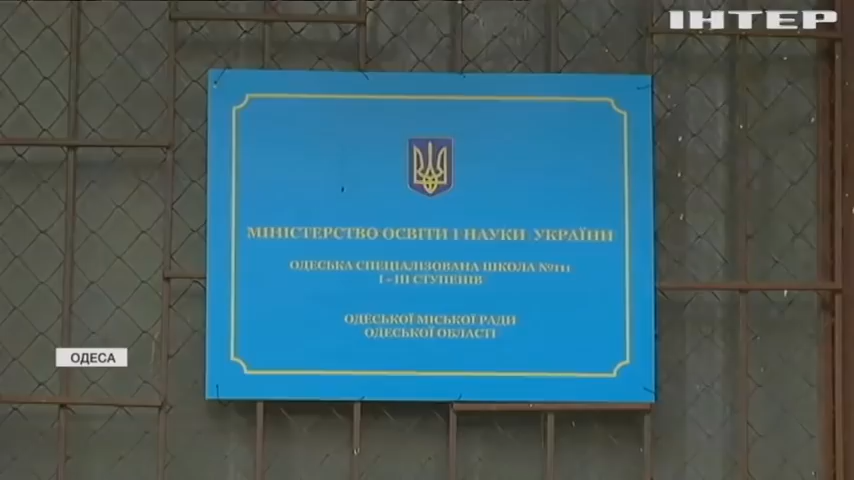 ІНТЕР
МІНІСТЕРСТВО ОСВІТИ І НАУКИ УКРАЇНИ
ОДЕСЬКА СПЕЦІАЛІЗОВАНА ШКОЛА №111
І – ІІІ СТУПЕНІВ
ОДЕСЬКОЇ МІСЬКОЇ РАДИ
ОДЕСЬКОЇ ОБЛАСТІ
ОДЕСА